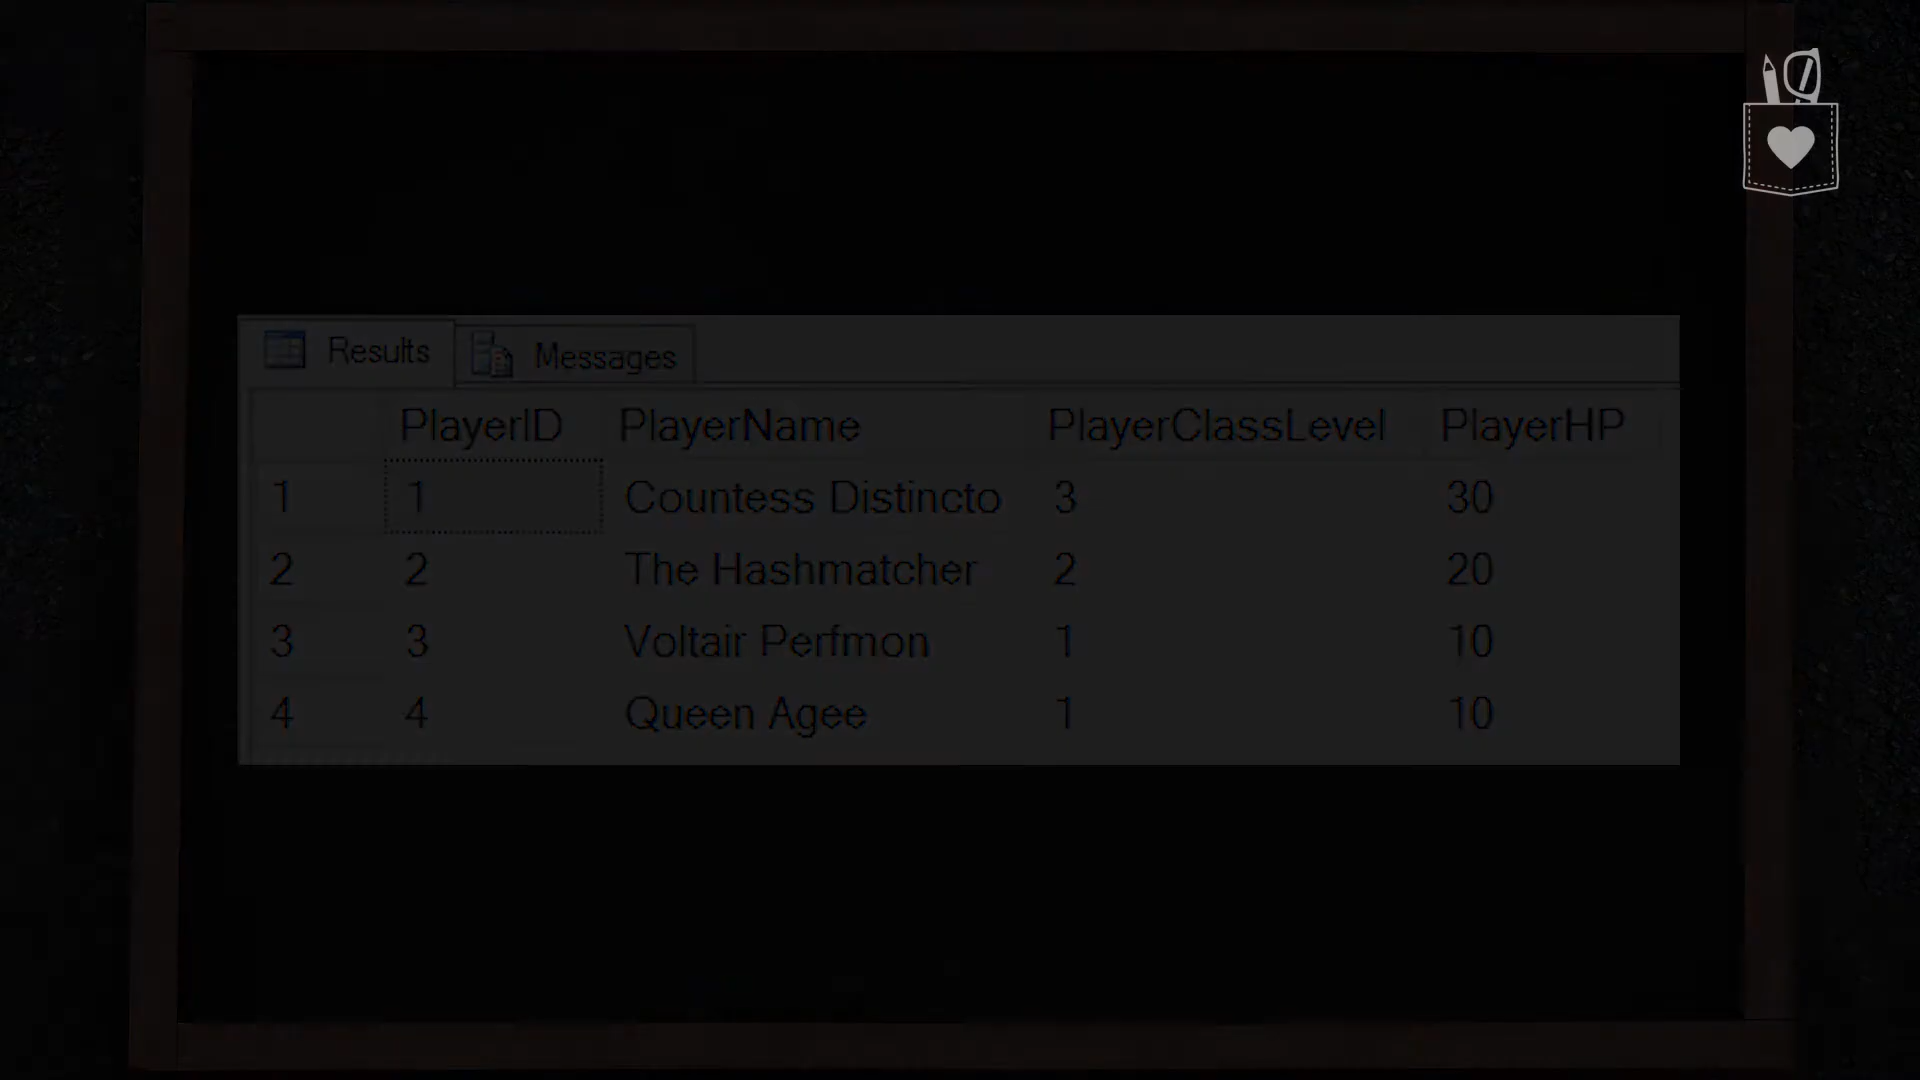 Results Messages
PlayerID PlayerName PlayerClassLevel PlayerHP
1 1 Countess Distincto 3 30
2 2 The Hashmatcher 2 20
3 3 Voltair Perfmon 1 10
4 4 Queen Agee 1 10